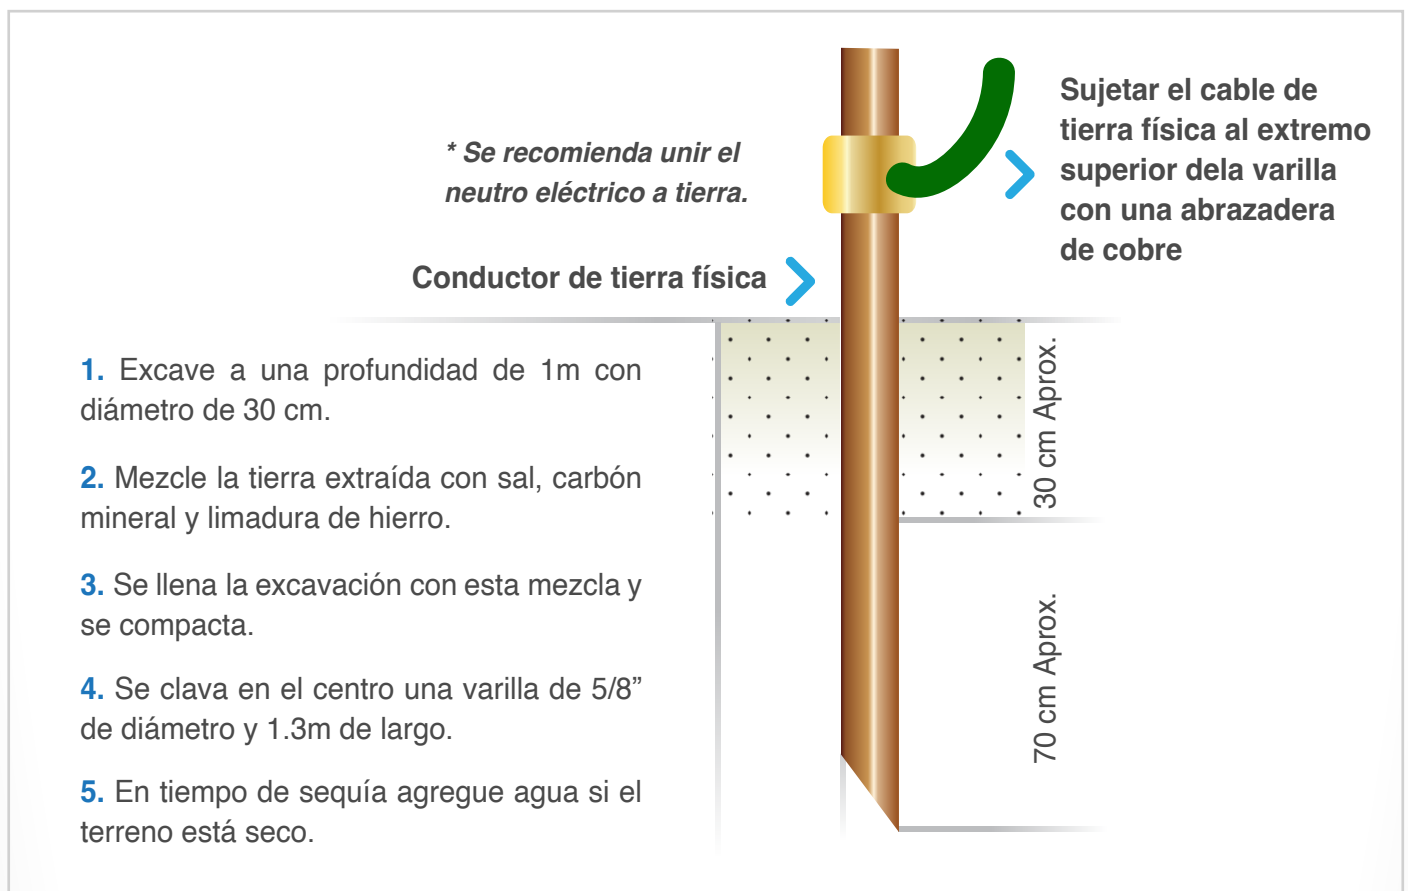 * Se recomienda unir el
neutro eléctrico a tierra.
Sujetar el cable de
tierra física al extremo
superior dela varilla
con una abrazadera
de cobre
Conductor de tierra física
1. Excave a una profundidad de 1m con
diámetro de 30 cm.
2. Mezcle la tierra extraída con sal, carbón
mineral y limadura de hierro.
3. Se llena la excavación con esta mezcla y
se compacta.
4. Se clava en el centro una varilla de 5/8”
de diámetro y 1.3m de largo.
5. En tiempo de sequía agregue agua si el
terreno está seco.
30 cm Aprox.
70 cm Aprox.